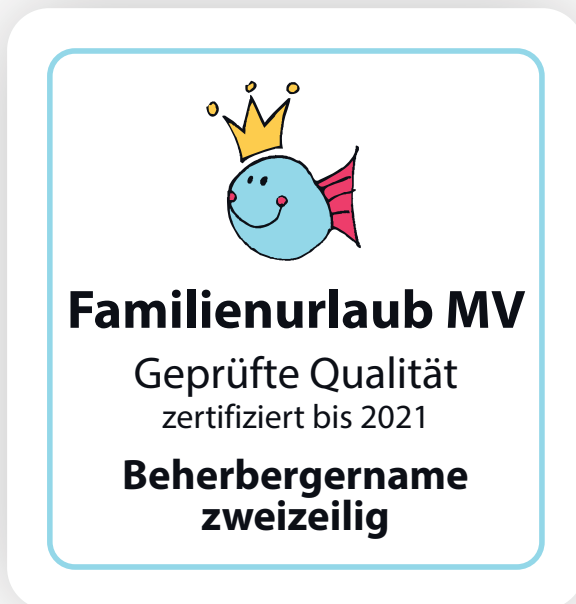 Familienurlaub MV
Geprüfte Qualität
zertifiziert bis 2021
Beherbergername
zweizeilig